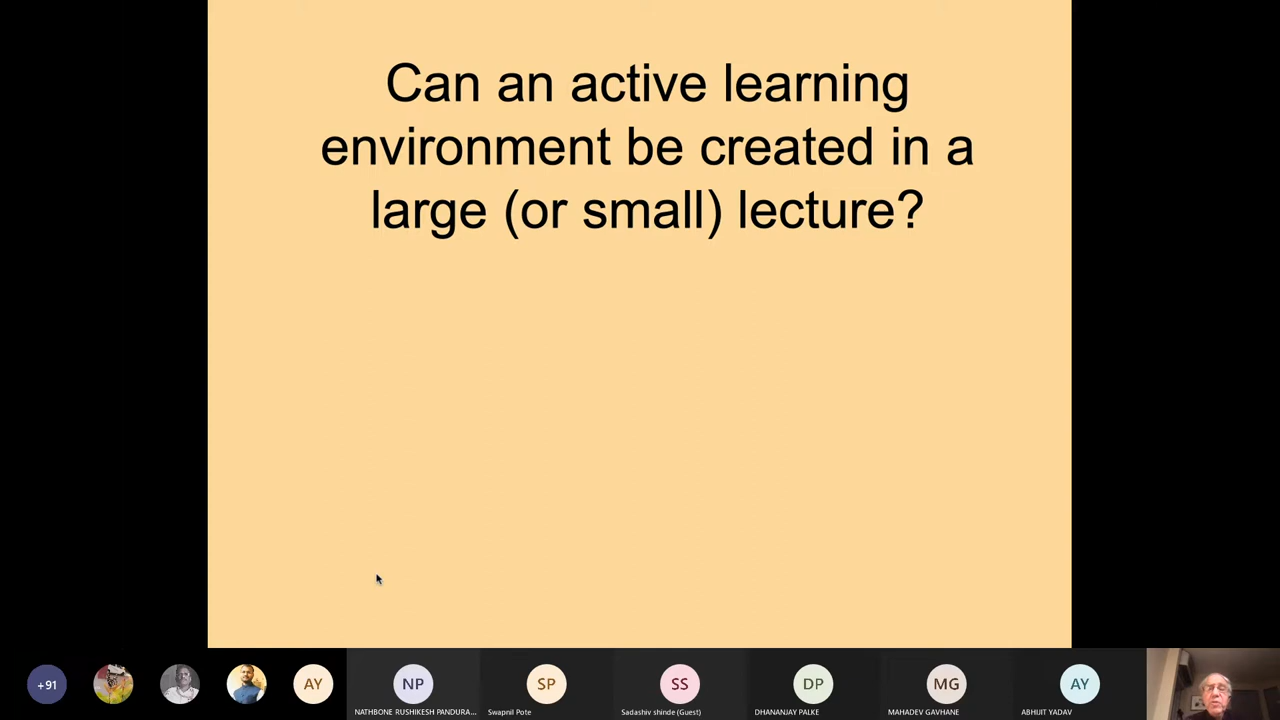 Can an active learning
environment be created in a
large (or small) lecture?
+91
AY
NP
SP
SS
DP
MG
AY
NATHBONE RUSHIKESH PANDURA...
Swapnil Pote
Sadashiv shinde (Guest)
DHANANJAY PALKE
MAHADEV GAVHANE
ABHIJIT YADAV